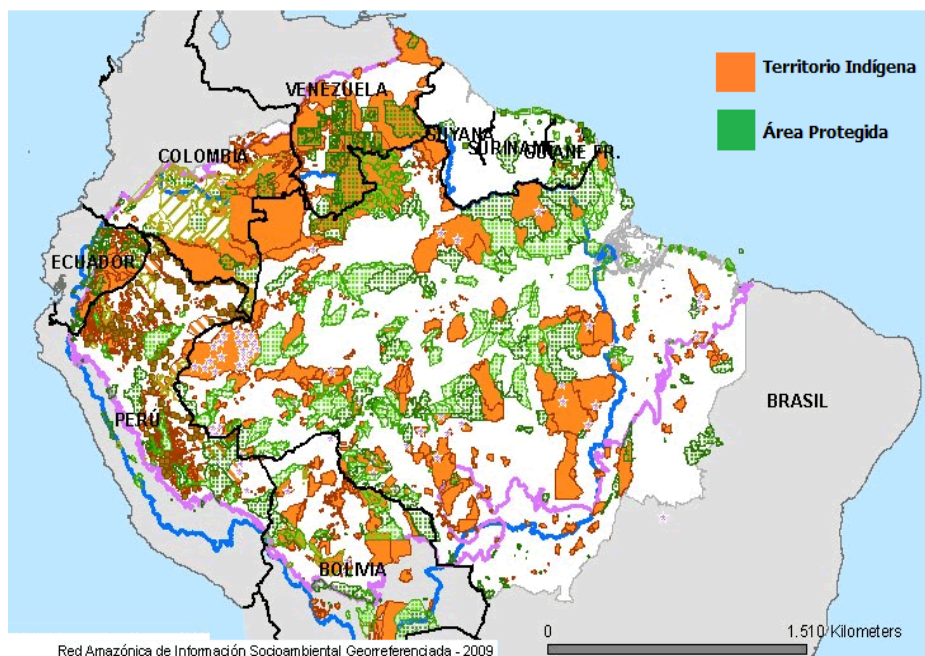 Territorio Indígena
VENEZUELA
Área Protegida
GUYANA
SURINAME
GUYANE FR.
COLOMBIA
ECUADOR
BRASIL
PERÚ
BOLIVIA
0 1.510 Kilometers
Red Amazónica de Información Socioambiental Georreferenciada - 2009